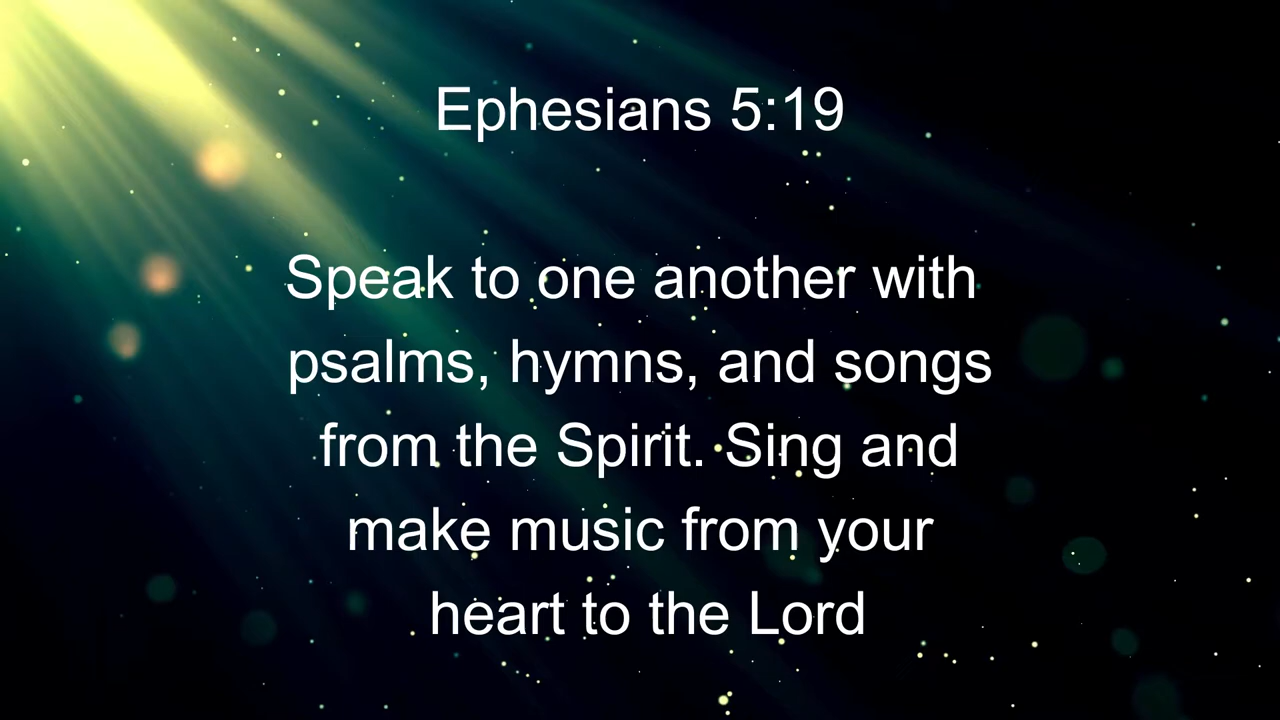 Ephesians 5:19
Speak to one another with
psalms, hymns, and songs
from the Spirit. Sing and
make music from your
heart to the Lord